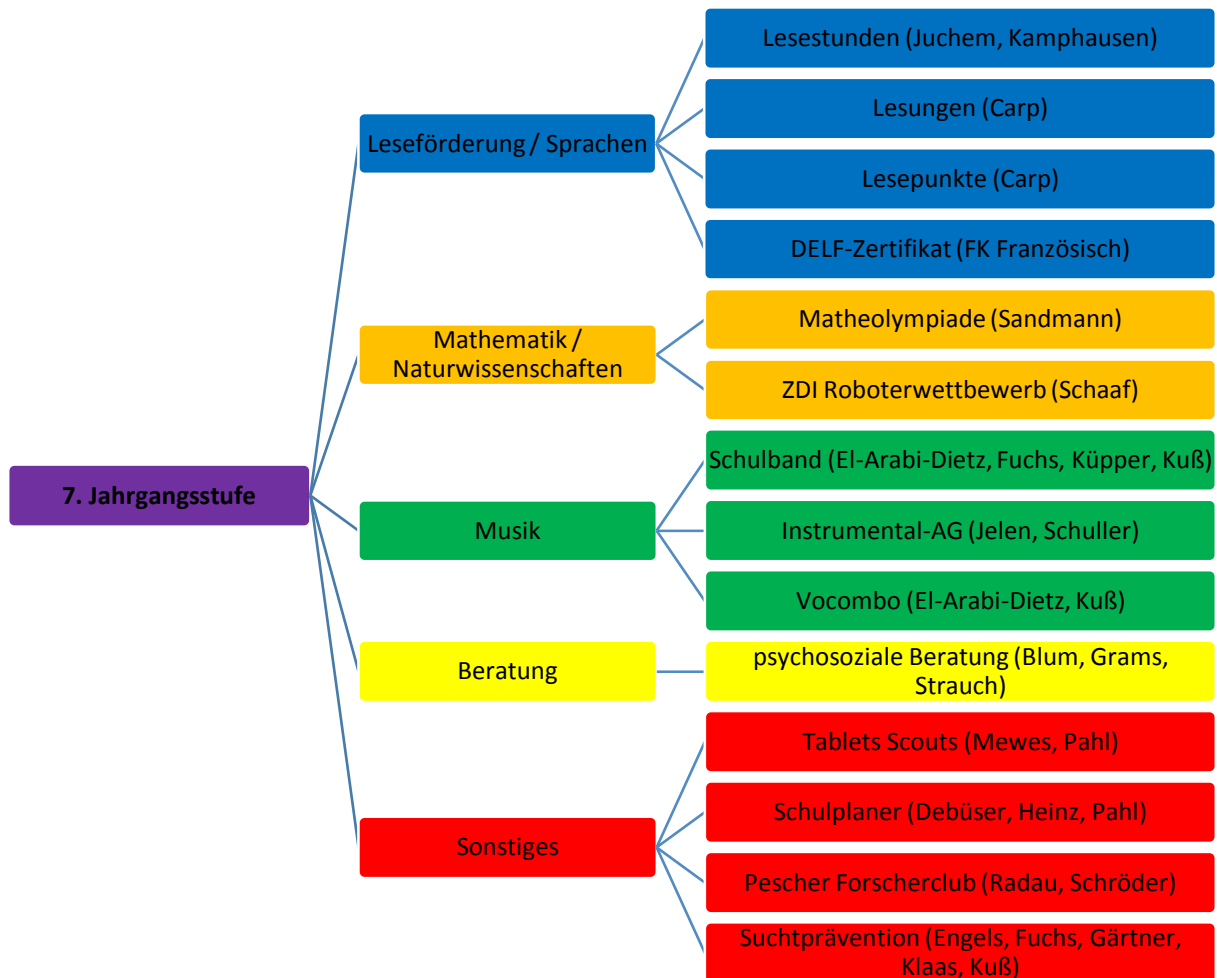 7. Jahrgangsstufe
Leseförderung / Sprachen
Lesestunden (Juchem, Kamphausen)
Lesungen (Carp)
Lesepunkte (Carp)
DELF-Zertifikat (FK Französisch)
Mathematik /
Naturwissenschaften
Matheolympiade (Sandmann)
ZDI Roboterwettbewerb (Schaaf)
Musik
Schulband (El-Arabi-Dietz, Fuchs, Küpper, Kuß)
Instrumental-AG (Jelen, Schuller)
Vocombo (El-Arabi-Dietz, Kuß)
Beratung
psychosoziale Beratung (Blum, Grams,
Strauch)
Sonstiges
Tablets Scouts (Mewes, Pahl)
Schulplaner (Debüser, Heinz, Pahl)
Pescher Forscherclub (Radau, Schröder)
Suchtprävention (Engels, Fuchs, Gärtner,
Klaas, Kuß)